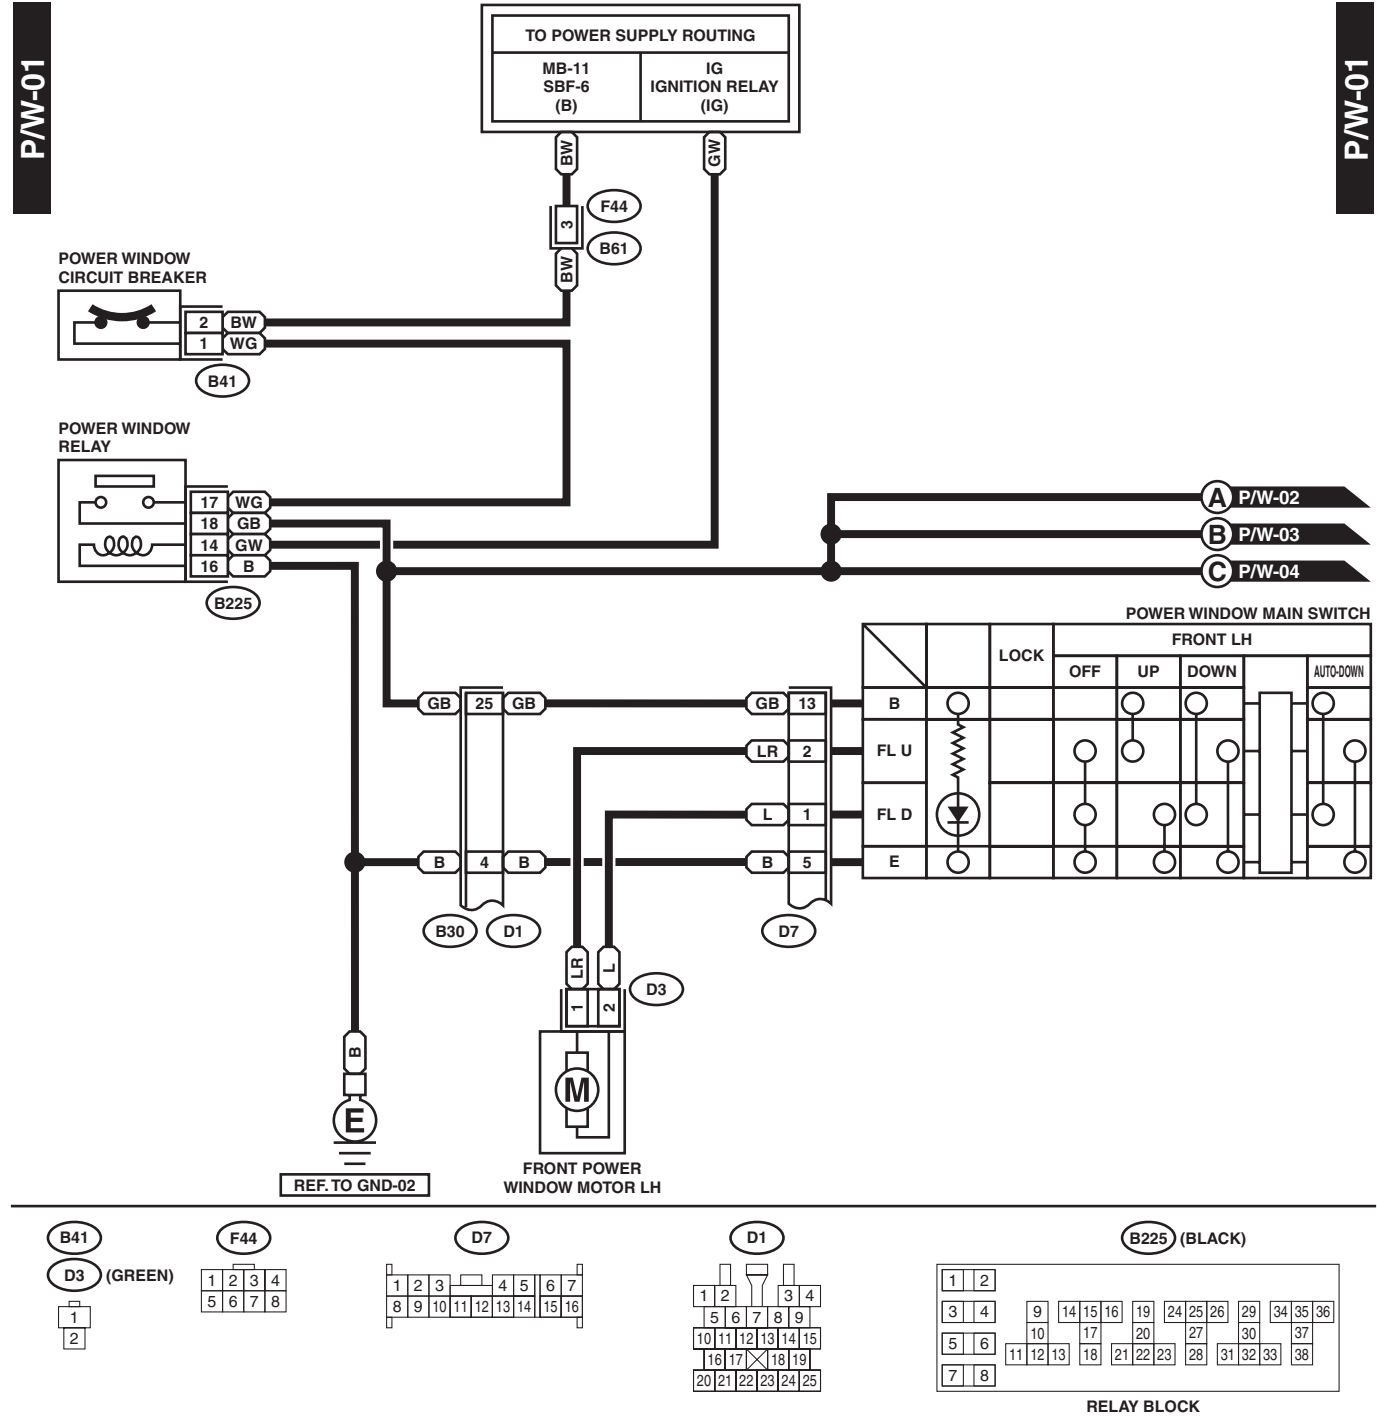 P/W-01
P/W-01
TO POWER SUPPLY ROUTING
MB-11
SBF-6
(B)
IG
IGNITION RELAY
(IG)
BW
GW
3
F44
B61
BW
POWER WINDOW
CIRCUIT BREAKER
2 BW
1 WG
B41
POWER WINDOW
RELAY
17 WG
18 GB
14 GW
16 B
B225
A P/W-02
B P/W-03
C P/W-04
POWER WINDOW MAIN SWITCH
FRONT LH
LOCK
OFF UP DOWN AUTO-DOWN
GB 25 GB GB 13 B
LR 2 FL U
L 1 FL D
B 4 B B 5 E
B30 D1 D7
LR L
D3
1 2
M
B
E
REF. TO GND-02
FRONT POWER
WINDOW MOTOR LH
B41
D3 (GREEN)
1
2
F44
1 2 3 4
5 6 7 8
D7
1 2 3 4 5 6 7
8 9 10 11 12 13 14 15 16
D1
1 2 3 4
5 6 7 8 9
10 11 12 13 14 15
16 17 18 19
20 21 22 23 24 25
B225 (BLACK)
1 2
3 4 9 14 15 16 19 24 25 26 29 34 35 36
10 17 20 27 30 37
5 6 11 12 13 18 21 22 23 28 31 32 33 38
7 8
RELAY BLOCK